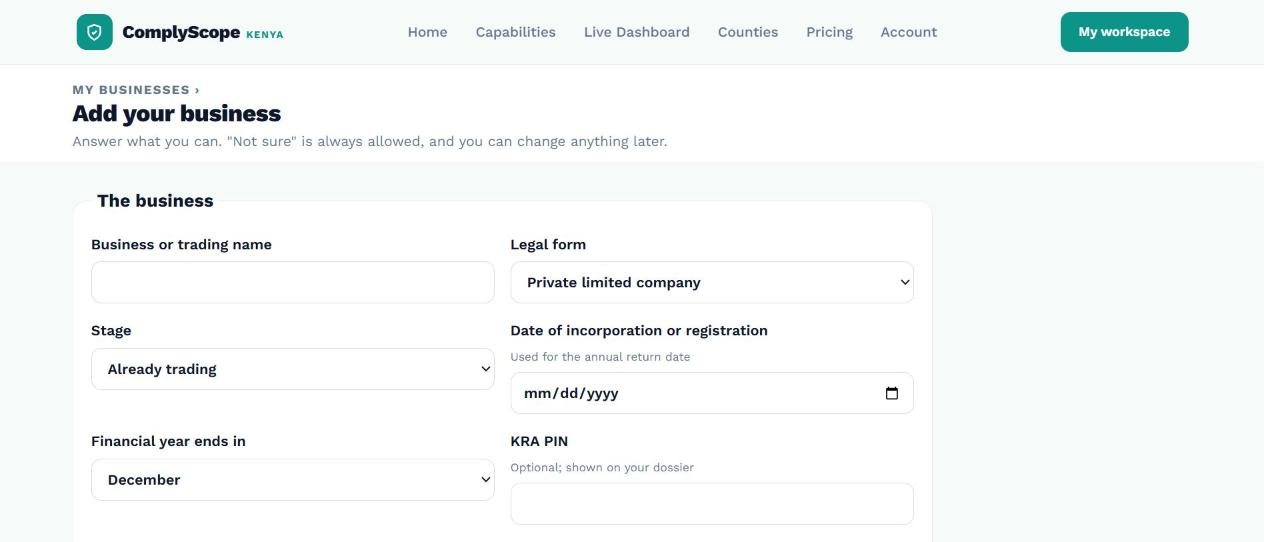 ComplyScope KENYA
Home
Capabilities
Live Dashboard
Counties
Pricing
Account
My workspace
MY BUSINESSES ›
Add your business
Answer what you can. "Not sure" is always allowed, and you can change anything later.
The business
Business or trading name
Legal form
Private limited company
Stage
Already trading
Date of incorporation or registration
Used for the annual return date
mm/dd/yyyy
Financial year ends in
December
KRA PIN
Optional; shown on your dossier